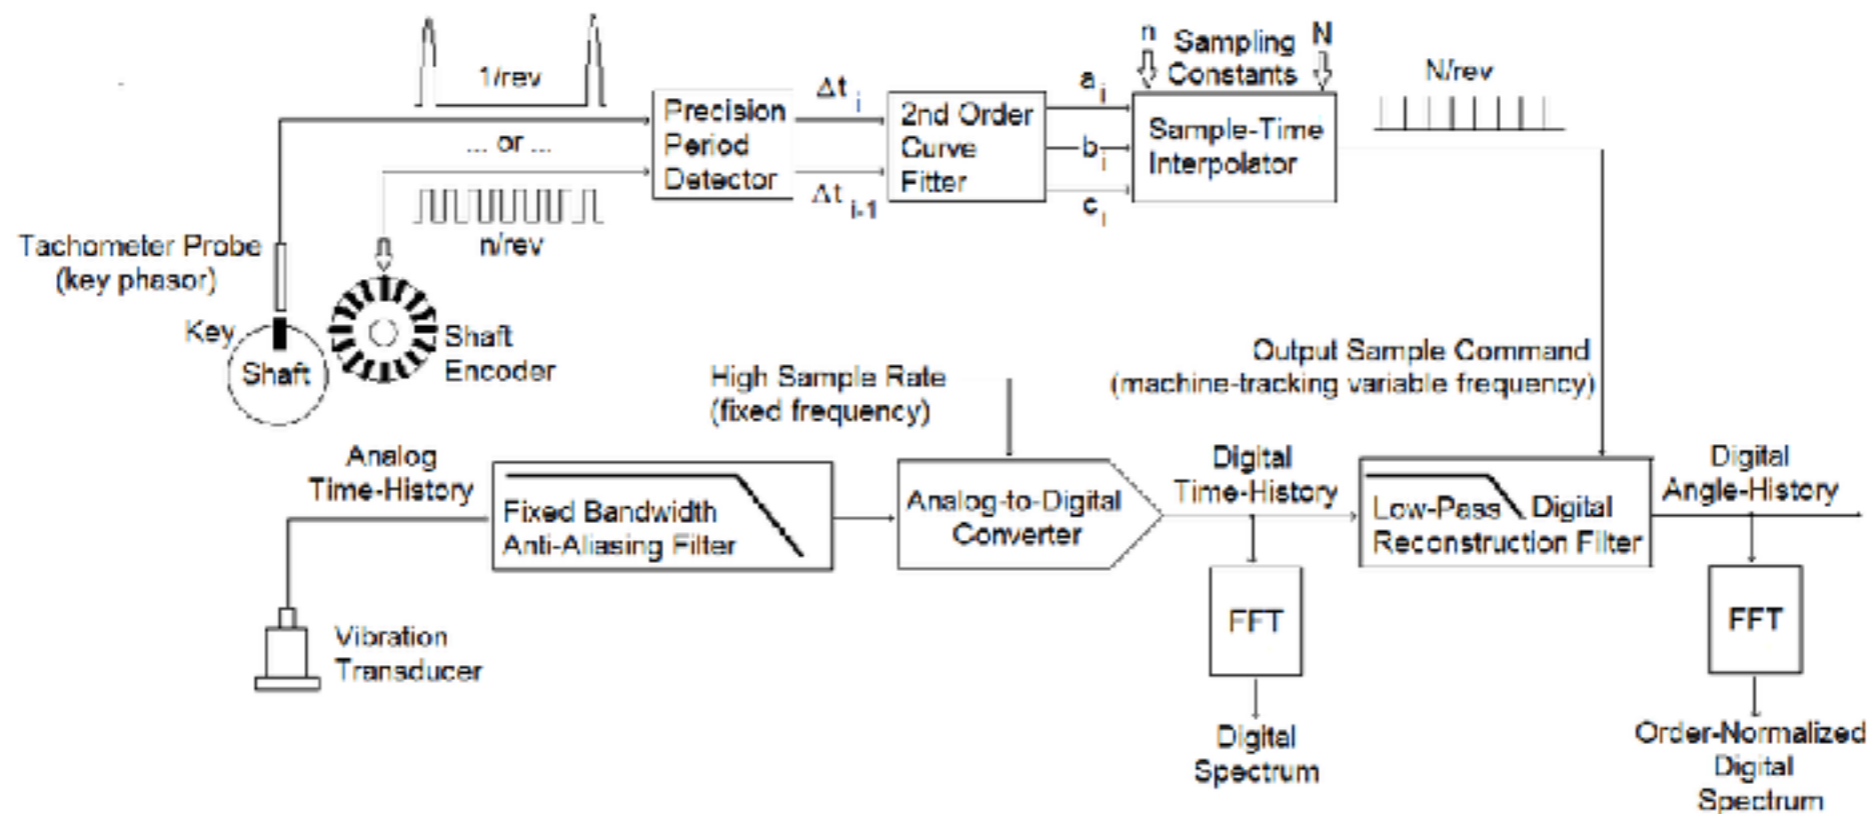 1/rev
... or ...
n/rev
Tachometer Probe
(key phasor)
Key
Shaft
Shaft
Encoder
Precision
Period
Detector
Δt i
Δt i-1
2nd Order
Curve
Fitter
a i
b i
c i
n Sampling N
Constants
Sample-Time
Interpolator
N/rev
Output Sample Command
(machine-tracking variable frequency)
High Sample Rate
(fixed frequency)
Analog
Time-History
Fixed Bandwidth
Anti-Aliasing Filter
Analog-to-Digital
Converter
Digital
Time-History
Low-Pass Digital
Reconstruction Filter
Digital
Angle-History
Vibration
Transducer
FFT
Digital
Spectrum
FFT
Order-Normalized
Digital
Spectrum